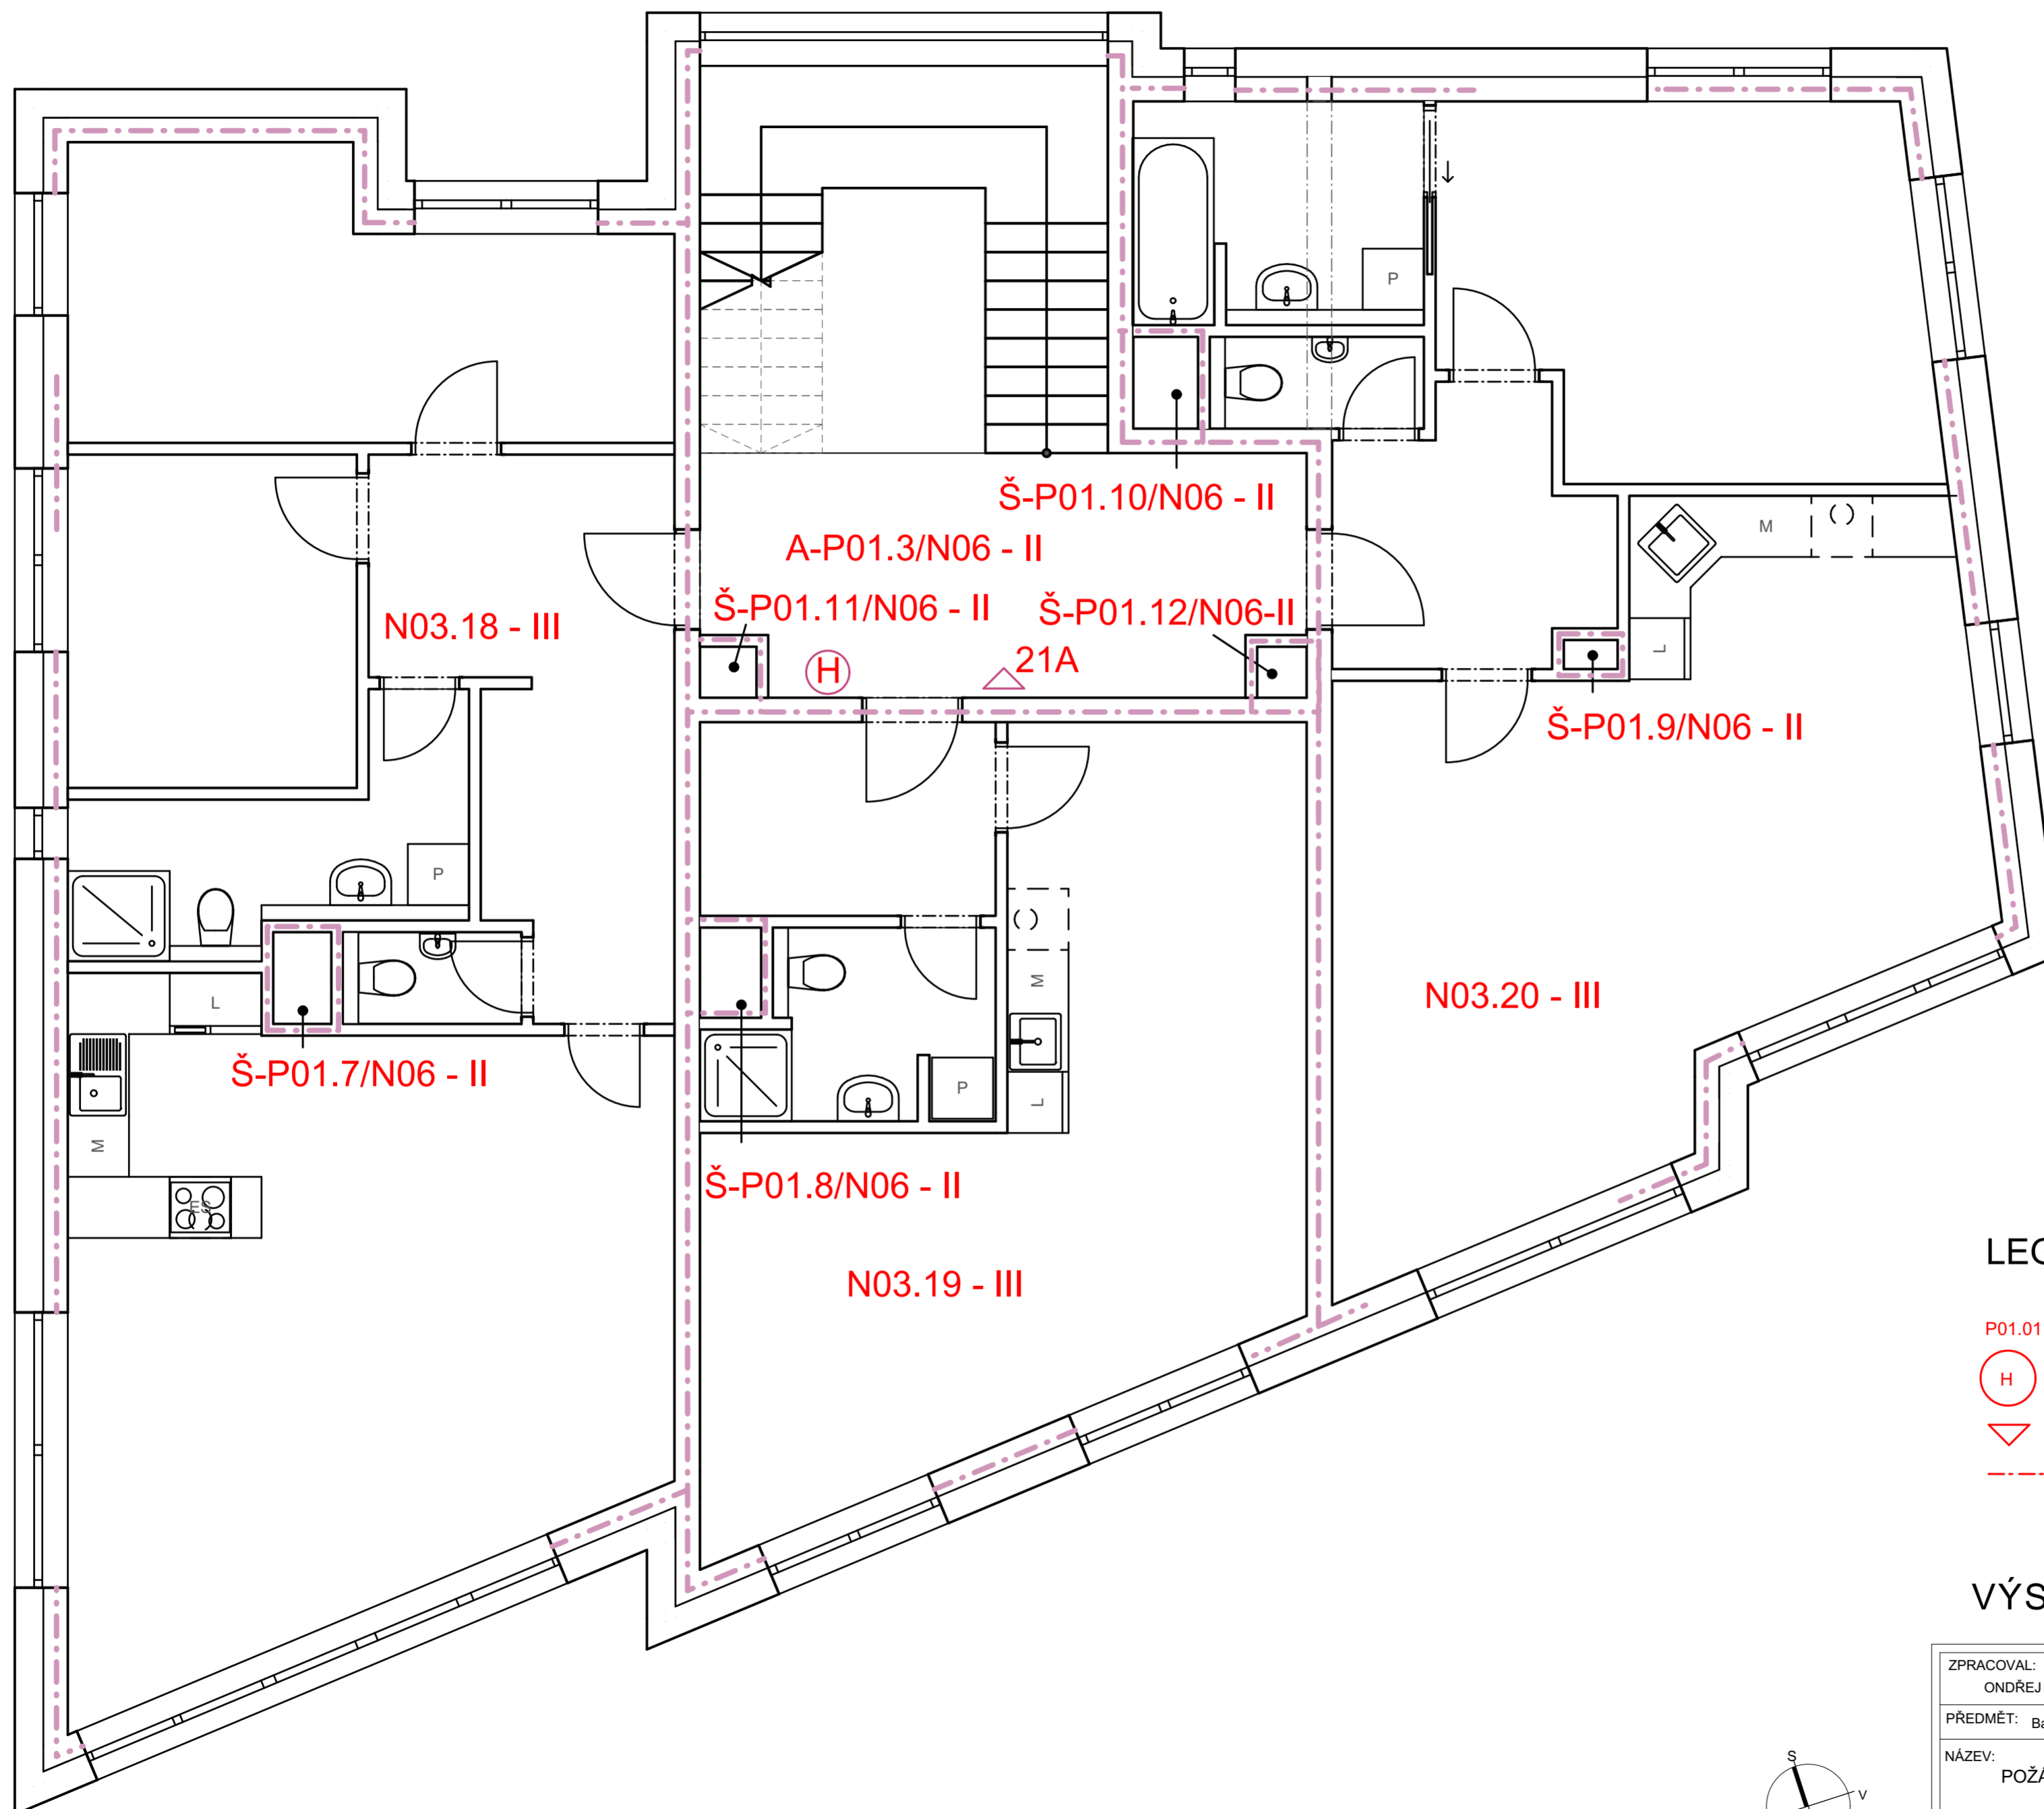 P
Š-P01.10/N06 - II
M
A-P01.3/N06 - II
Š-P01.11/N06 - II
Š-P01.12/N06-II
N03.18 - III
H
21A
L
Š-P01.9/N06 - II
P
M
N03.20 - III
L
Š-P01.7/N06 - II
P
L
M
Š-P01.8/N06 - II
N03.19 - III
P01.01
H
ZPRACOVAL:
ONDŘEJ
PŘEDMĚT:
NÁZEV:
S
V